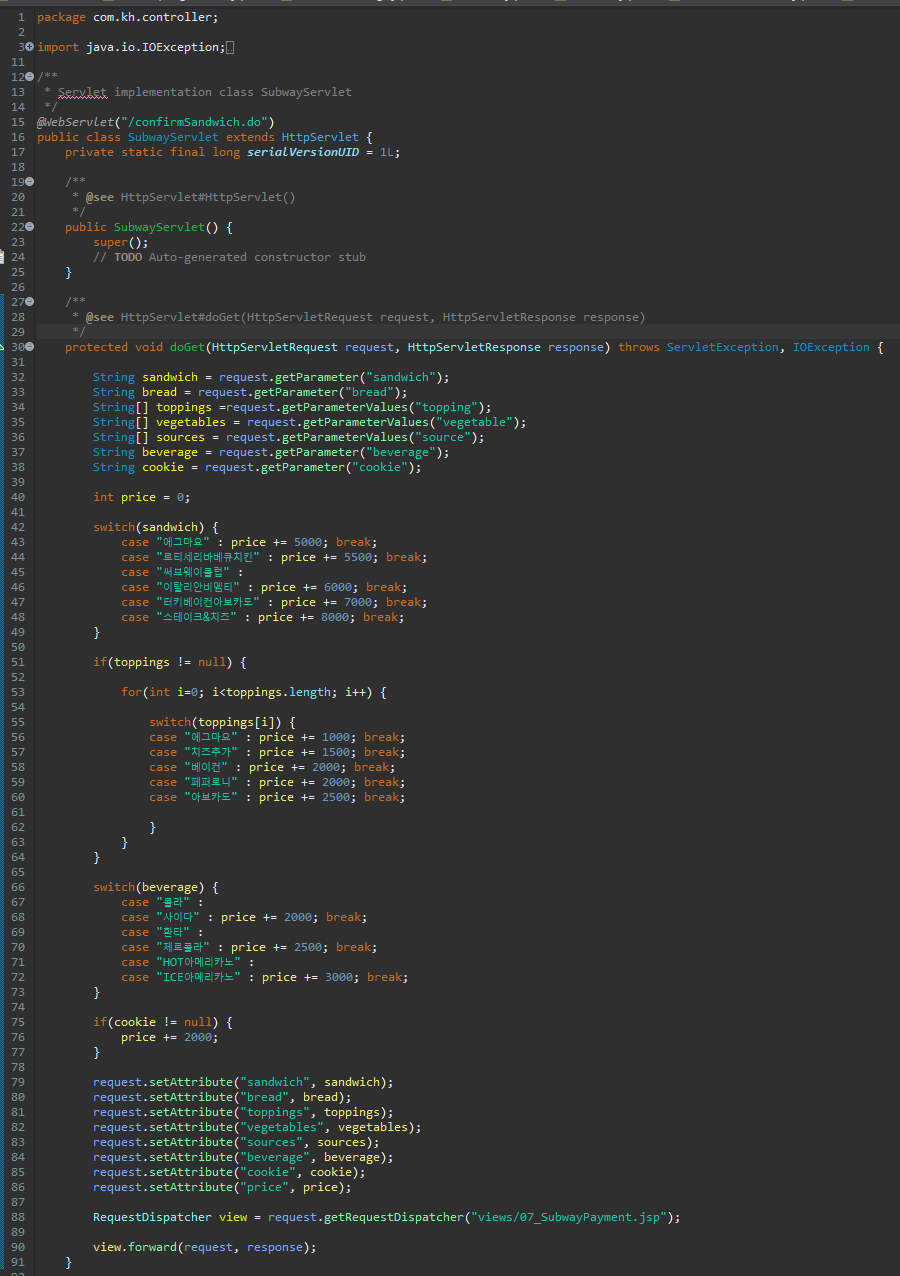 1 package com.kh.controller;
2
3 import java.io.IOException;
11
12 /**
13 * Servlet implementation class SubwayServlet
14 */
15 @WebServlet("/confirmSandwich.do")
16 public class SubwayServlet extends HttpServlet {
17 private static final long serialVersionUID = 1L;
18
19 /**
20 * @see HttpServlet#HttpServlet()
21 */
22 public SubwayServlet() {
23 super();
24 // TODO Auto-generated constructor stub
25 }
26
27 /**
28 * @see HttpServlet#doGet(HttpServletRequest request, HttpServletResponse response)
29 */
30 protected void doGet(HttpServletRequest request, HttpServletResponse response) throws ServletException, IOException {
31
32 String sandwich = request.getParameter("sandwich");
33 String bread = request.getParameter("bread");
34 String[] toppings =request.getParameterValues("topping");
35 String[] vegetables = request.getParameterValues("vegetable");
36 String[] sources = request.getParameterValues("source");
37 String beverage = request.getParameter("beverage");
38 String cookie = request.getParameter("cookie");
39
40 int price = 0;
41
42 switch(sandwich) {
43 case "에그마요" : price += 5000; break;
44 case "로티세리바베큐치킨" : price += 5500; break;
45 case "써브웨이클럽" :
46 case "이탈리안비엠티" : price += 6000; break;
47 case "터키베이컨아보카도" : price += 7000; break;
48 case "스테이크&치즈" : price += 8000; break;
49 }
50
51 if(toppings != null) {
52
53 for(int i=0; i<toppings.length; i++) {
54
55 switch(toppings[i]) {
56 case "에그마요" : price += 1000; break;
57 case "치즈추가" : price += 1500; break;
58 case "베이컨" : price += 2000; break;
59 case "페퍼로니" : price += 2000; break;
60 case "아보카도" : price += 2500; break;
61
62 }
63 }
64 }
65
66 switch(beverage) {
67 case "콜라" :
68 case "사이다" : price += 2000; break;
69 case "환타" :
70 case "제로콜라" : price += 2500; break;
71 case "HOT아메리카노" :
72 case "ICE아메리카노" : price += 3000; break;
73 }
74
75 if(cookie != null) {
76 price += 2000;
77 }
78
79 request.setAttribute("sandwich", sandwich);
80 request.setAttribute("bread", bread);
81 request.setAttribute("toppings", toppings);
82 request.setAttribute("vegetables", vegetables);
83 request.setAttribute("sources", sources);
84 request.setAttribute("beverage", beverage);
85 request.setAttribute("cookie", cookie);
86 request.setAttribute("price", price);
87
88 RequestDispatcher view = request.getRequestDispatcher("views/07_SubwayPayment.jsp");
89
90 view.forward(request, response);
91 }